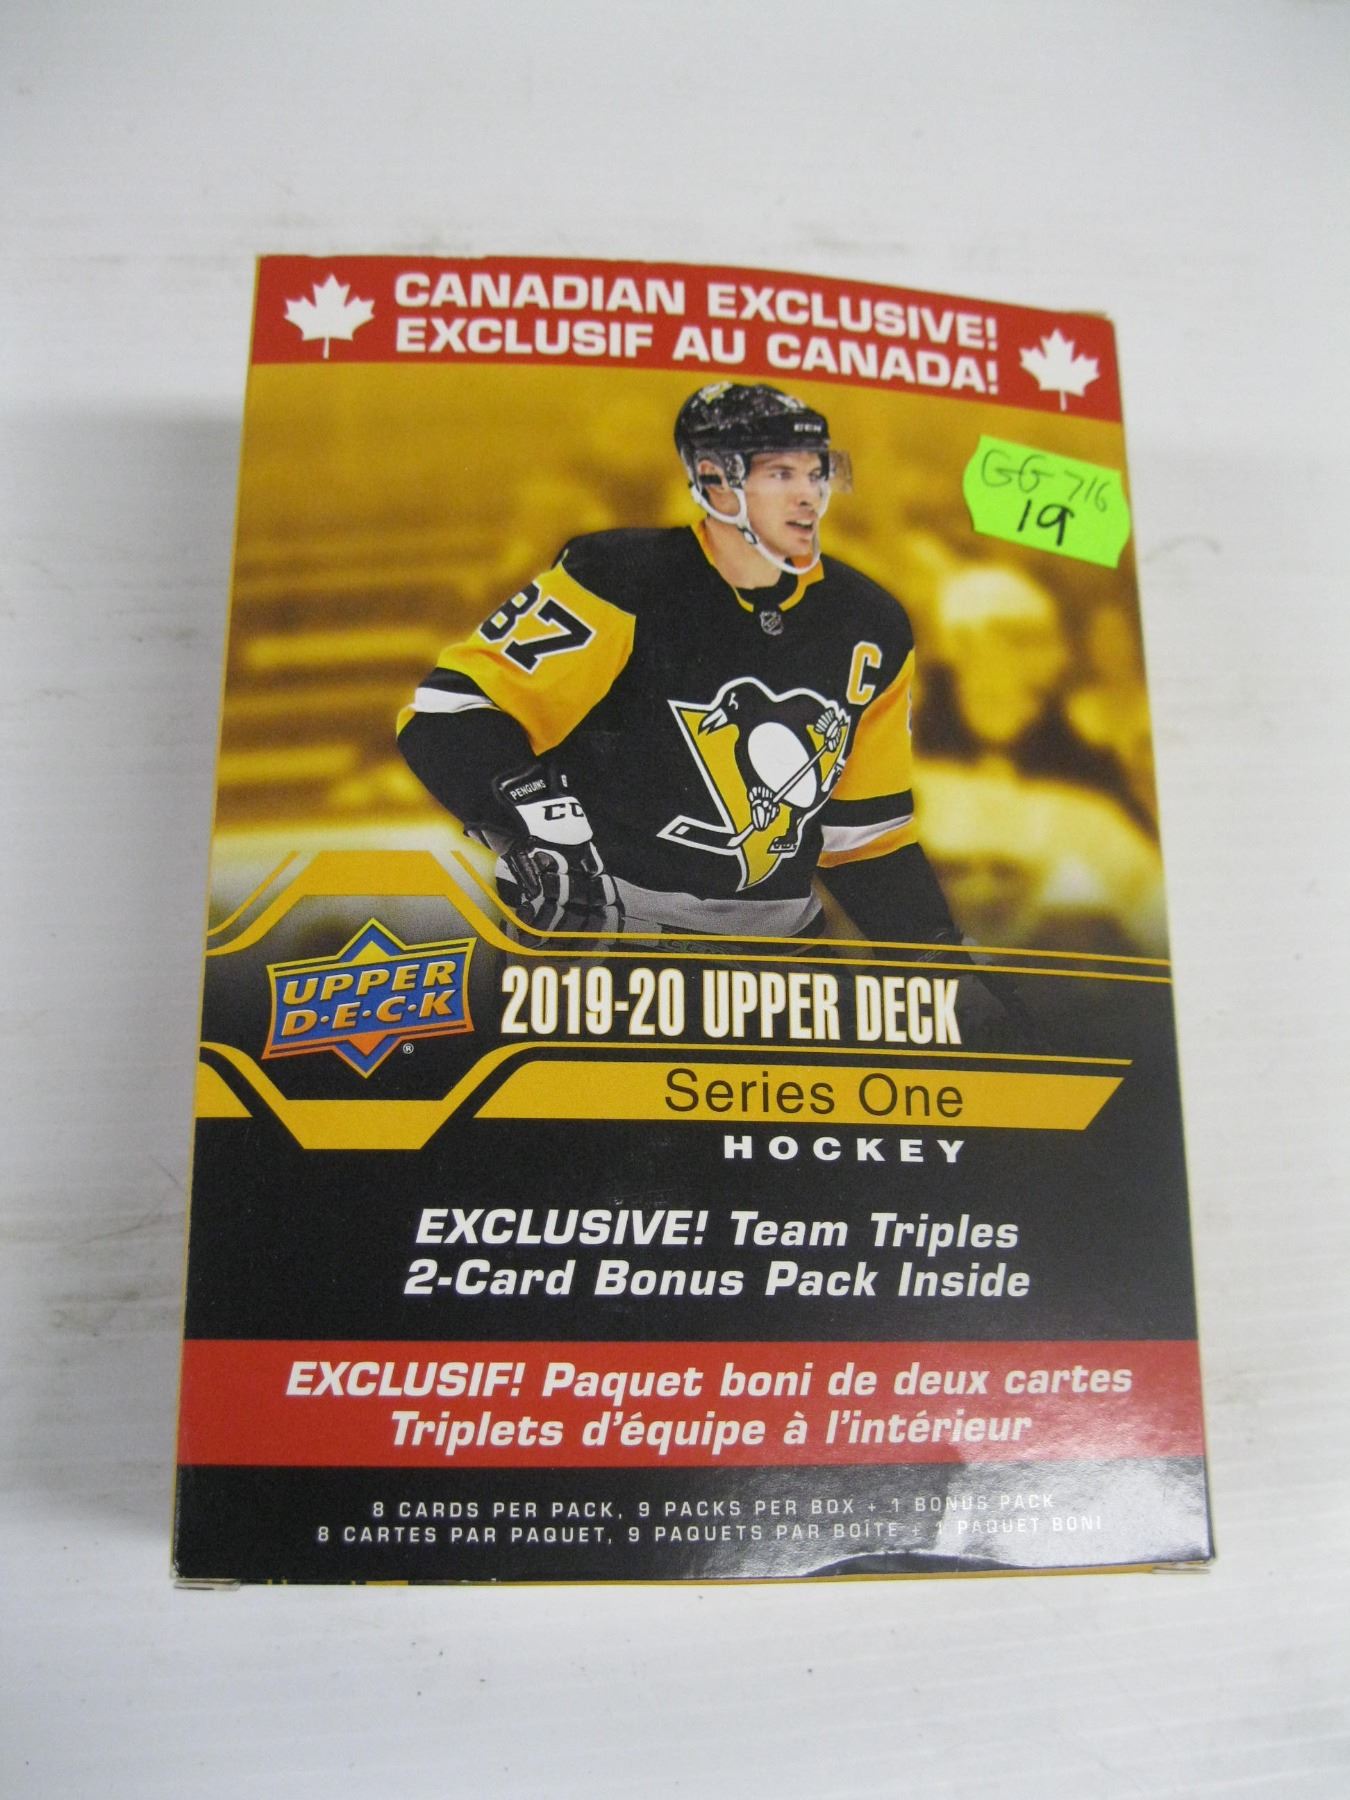 CANADIAN EXCLUSIVE!
EXCLUSIF AU CANADA!
CCM
GG 716
19
87
C
PENGUINS
UPPER
D·E·C·K
®
2019-20 UPPER DECK
Series One
HOCKEY
EXCLUSIVE! Team Triples
2-Card Bonus Pack Inside
EXCLUSIF! Paquet boni de deux cartes
Triplets d'équipe à l'intérieur
8 CARDS PER PACK, 9 PACKS PER BOX + 1 BONUS PACK
8 CARTES PAR PAQUET, 9 PAQUETS PAR BOÎTE + 1 PAQUET BONI